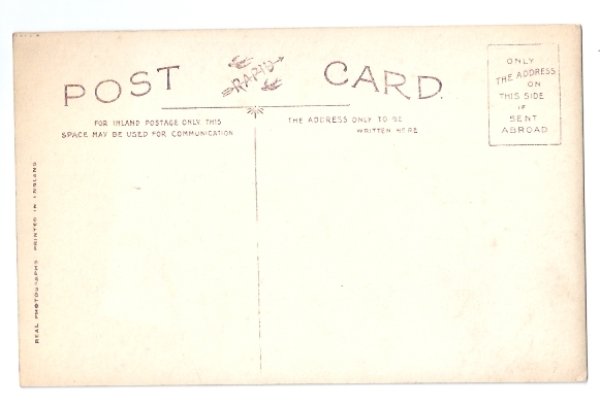 POST RAPID CARD.
FOR INLAND POSTAGE ONLY THIS
SPACE MAY BE USED FOR COMMUNICATION
THE ADDRESS ONLY TO BE
WRITTEN HERE
ONLY
THE ADDRESS
ON
THIS SIDE
IF
SENT
ABROAD
REAL PHOTOGRAPHS PRINTED IN ENGLAND